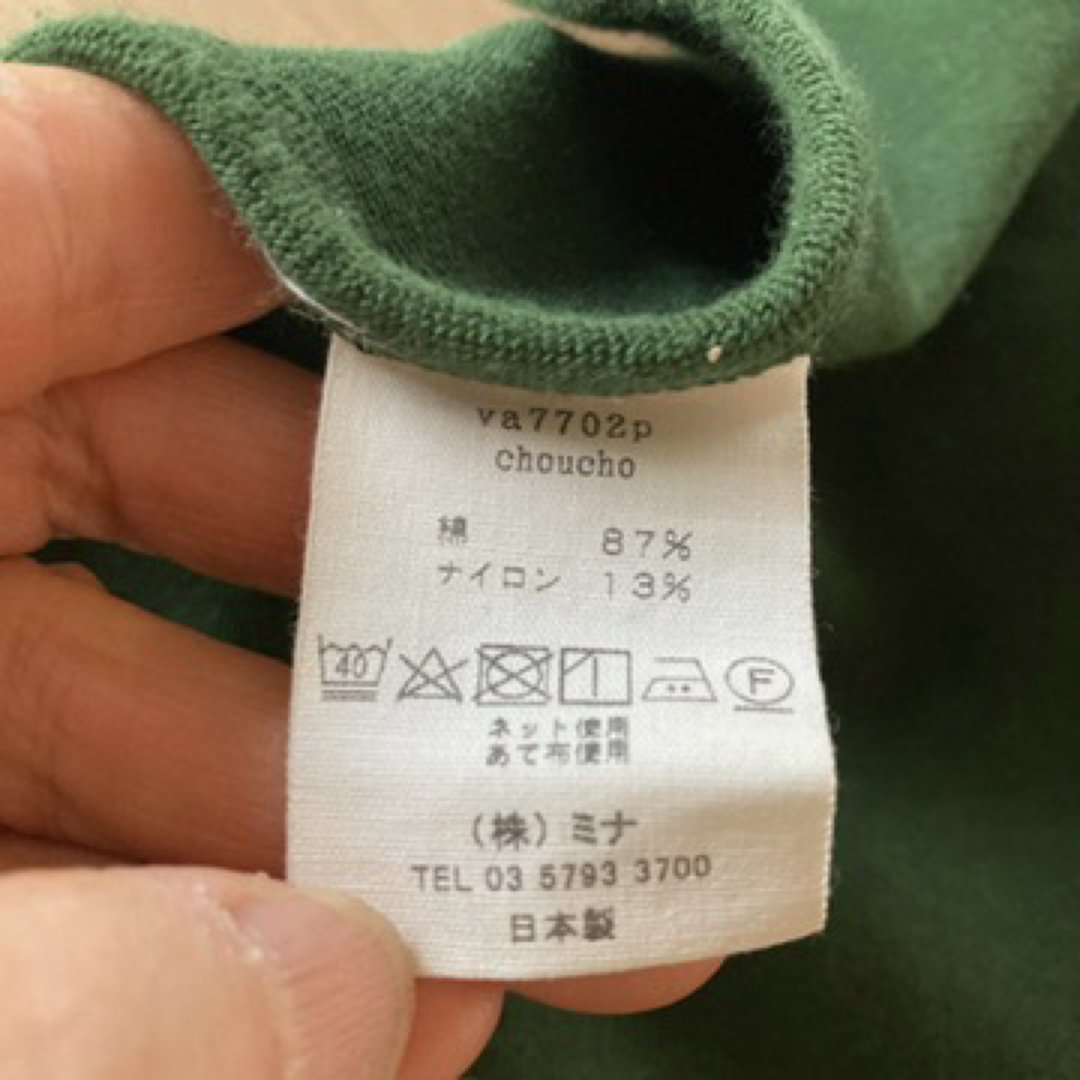 va7702p
choucho
綿 87%
ナイロン 13%
40 F
ネット使用
あて布使用
(株)ミナ
TEL 03 5793 3700
日本製